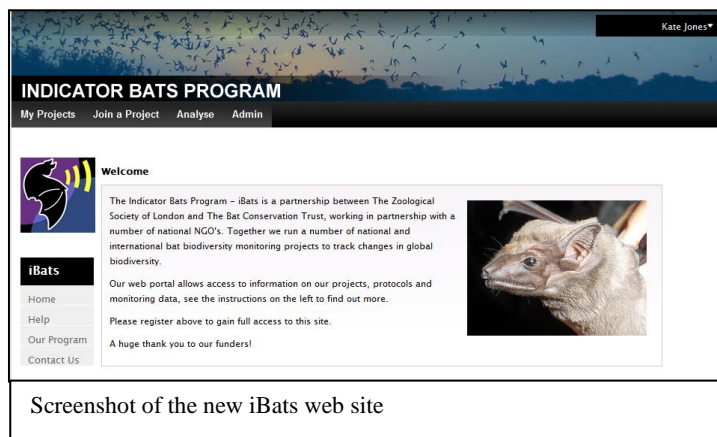 Kate Jones▾
INDICATOR BATS PROGRAM
My Projects Join a Project Analyse Admin
Welcome
The Indicator Bats Program – iBats is a partnership between The Zoological
Society of London and The Bat Conservation Trust, working in partnership with a
number of national NGO's. Together we run a number of national and
international bat biodiversity monitoring projects to track changes in global
biodiversity.
Our web portal allows access to information on our projects, protocols and
monitoring data, see the instructions on the left to find out more.
Please register above to gain full access to this site.
A huge thank you to our funders!
iBats
Home
Help
Our Program
Contact Us
Screenshot of the new iBats web site